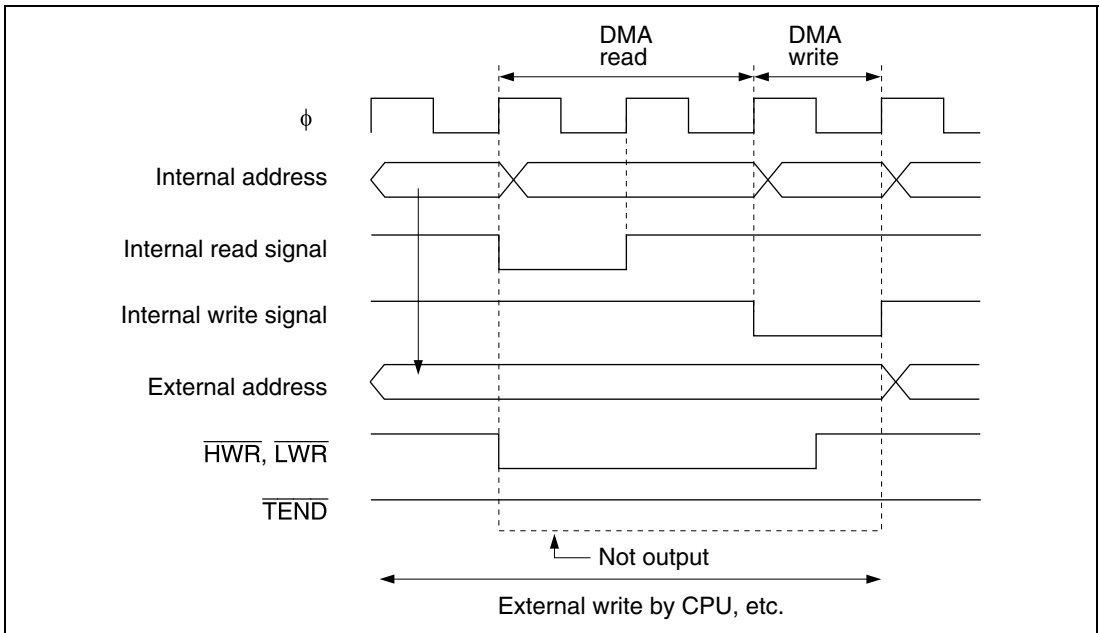 DMA read
DMA write
φ
Internal address
Internal read signal
Internal write signal
External address
HWR, LWR
TEND
Not output
External write by CPU, etc.